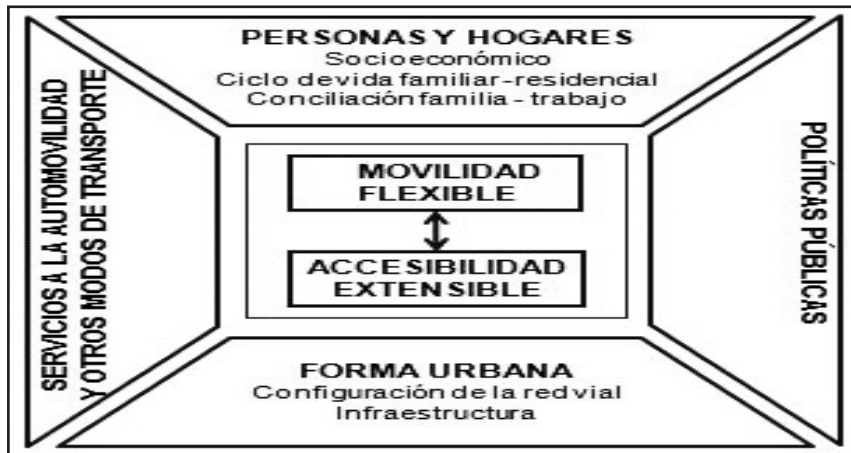 PERSONAS Y HOGARES
Socioeconómico
Ciclo de vida familiar-residencial
Conciliación familia - trabajo
SERVICIOS A LA AUTOMOVILIDAD
Y OTROS MODOS DE TRANSPORTE
MOVILIDAD
FLEXIBLE
ACCESIBILIDAD
EXTENSIBLE
POLÍTICAS PÚBLICAS
FORMA URBANA
Configuración de la red vial
Infraestructura